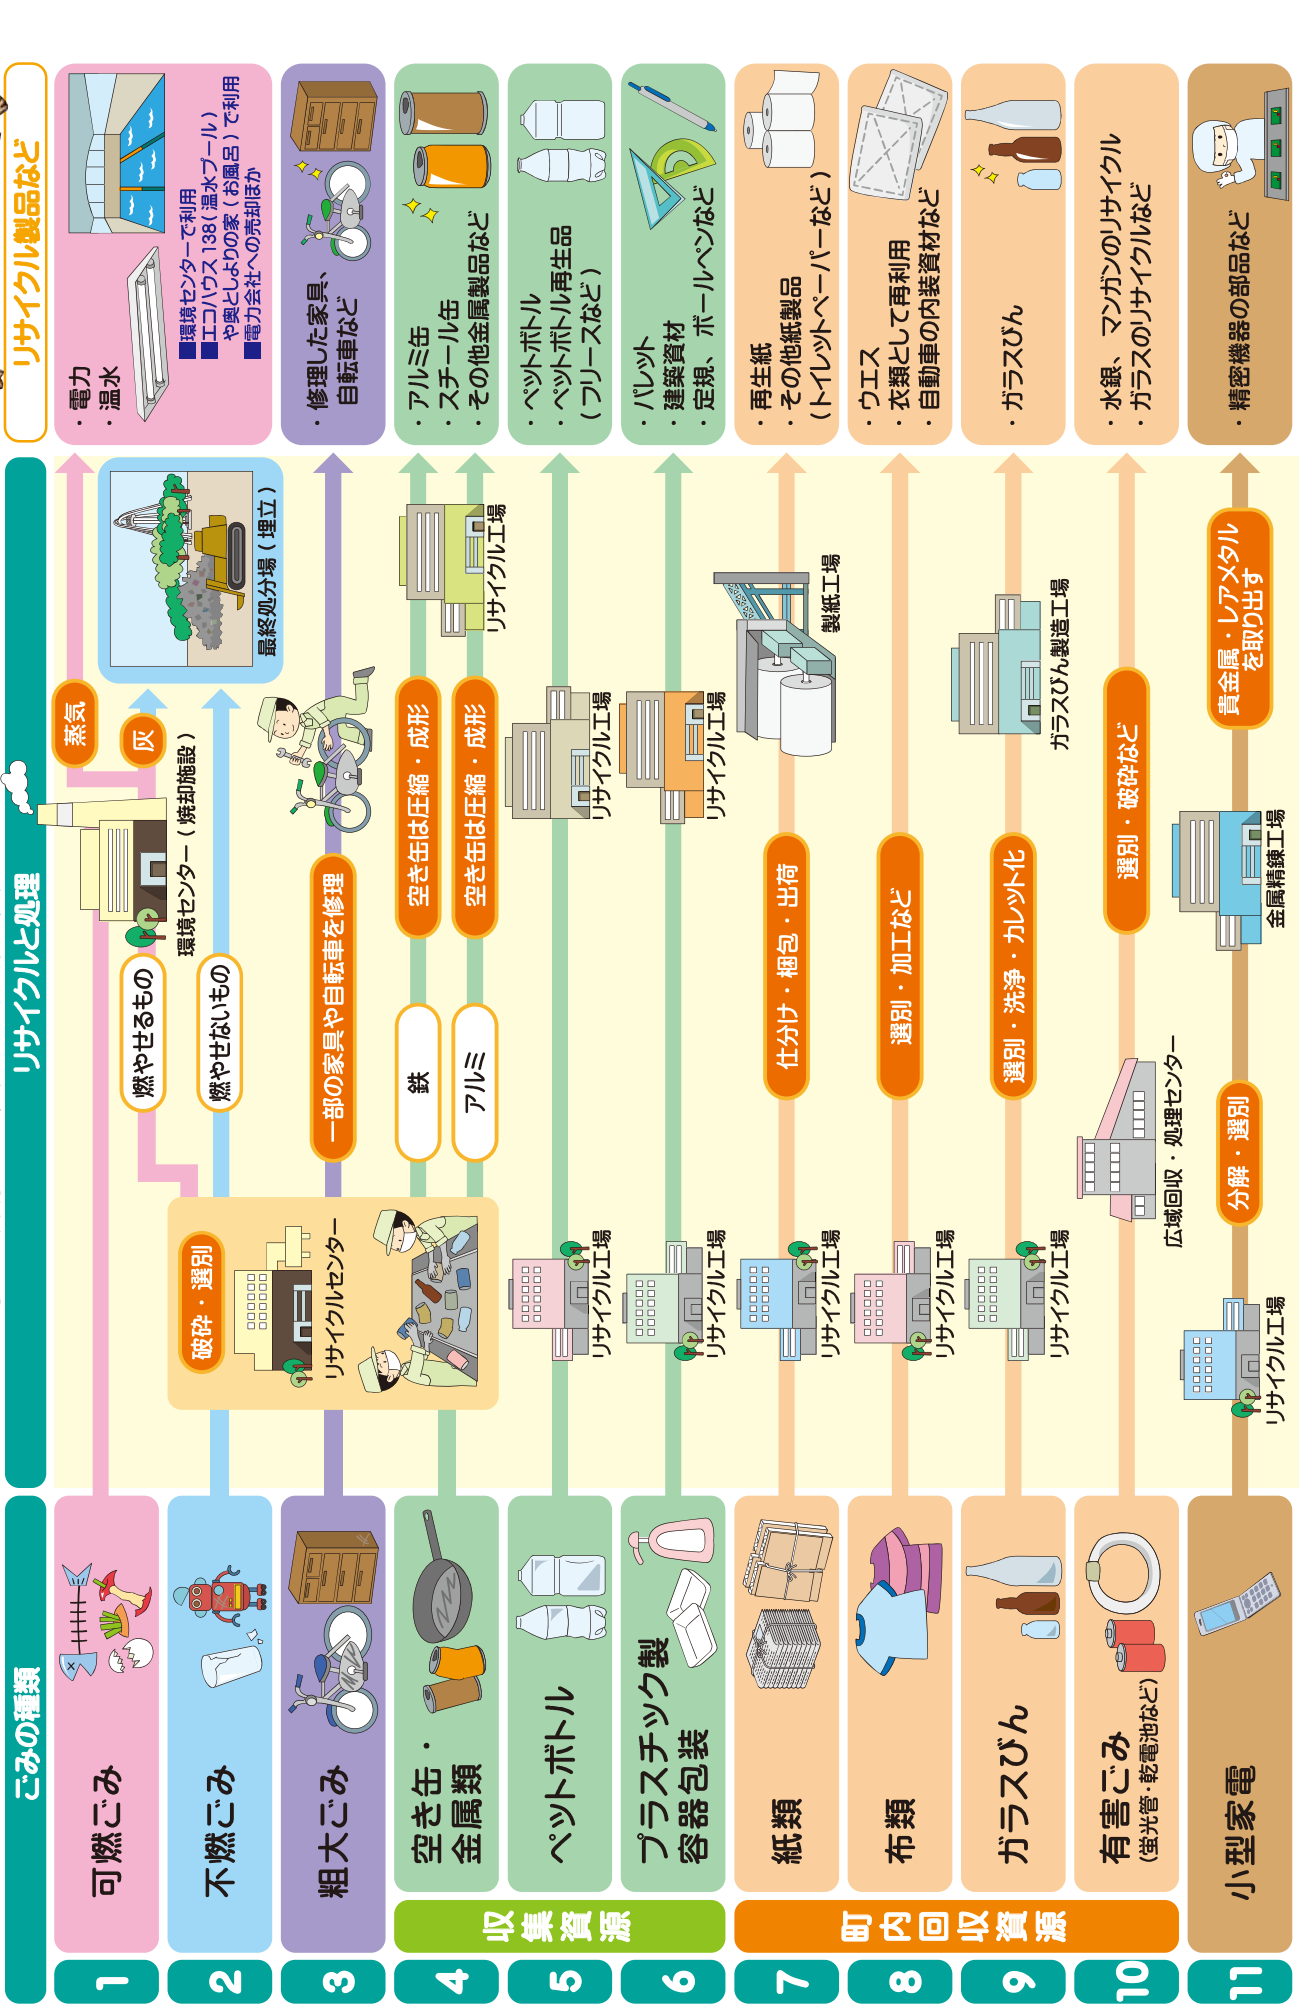 ごみの種類
リサイクルと処理
リサイクル製品など
1
可燃ごみ
蒸気
灰
環境センター（焼却施設）
・電力
・温水
■環境センターで利用
■エコハウス138（温水プール）
や奥としよりの家（お風呂）で利用
■電力会社への売却ほか
2
不燃ごみ
破砕・選別
リサイクルセンター
燃やせるもの
燃やせないもの
最終処分場（埋立）
3
粗大ごみ
一部の家具や自転車を修理
・修理した家具、
自転車など
収集資源
4
空き缶・
金属類
鉄
アルミ
空き缶は圧縮・成形
空き缶は圧縮・成形
リサイクル工場
・アルミ缶
・スチール缶
・その他金属製品など
5
ペットボトル
リサイクル工場
リサイクル工場
・ペットボトル
・ペットボトル再生品
（フリースなど）
6
プラスチック製
容器包装
リサイクル工場
リサイクル工場
・パレット
・建築資材
・定規、ボールペンなど
町内回収資源
7
紙類
リサイクル工場
仕分け・梱包・出荷
製紙工場
・再生紙
・その他紙製品
（トイレットペーパーなど）
8
布類
リサイクル工場
選別・加工など
・ウエス
・衣類として再利用
・自動車の内装資材など
9
ガラスびん
リサイクル工場
選別・洗浄・カレット化
ガラスびん製造工場
・ガラスびん
10
有害ごみ
（蛍光管・乾電池など）
広域回収・処理センター
選別・破砕など
・水銀、マンガンのリサイクル
・ガラスのリサイクルなど
11
小型家電
リサイクル工場
分解・選別
金属精錬工場
貴金属・レアメタル
を取り出す
・精密機器の部品など